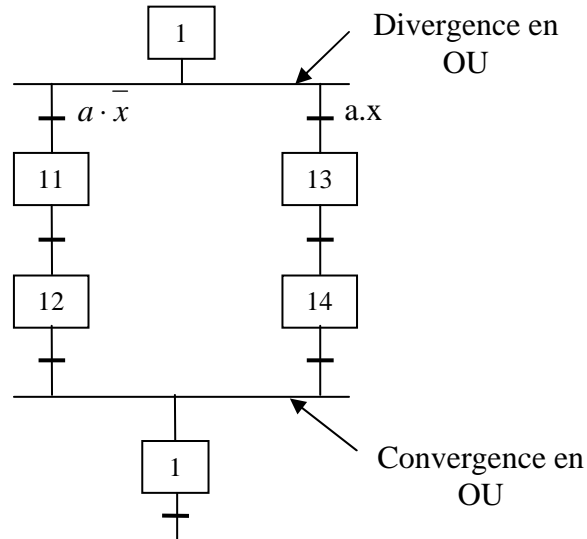 1
Divergence en
OU
a · x̄
a.x
11
13
12
14
1
Convergence en
OU